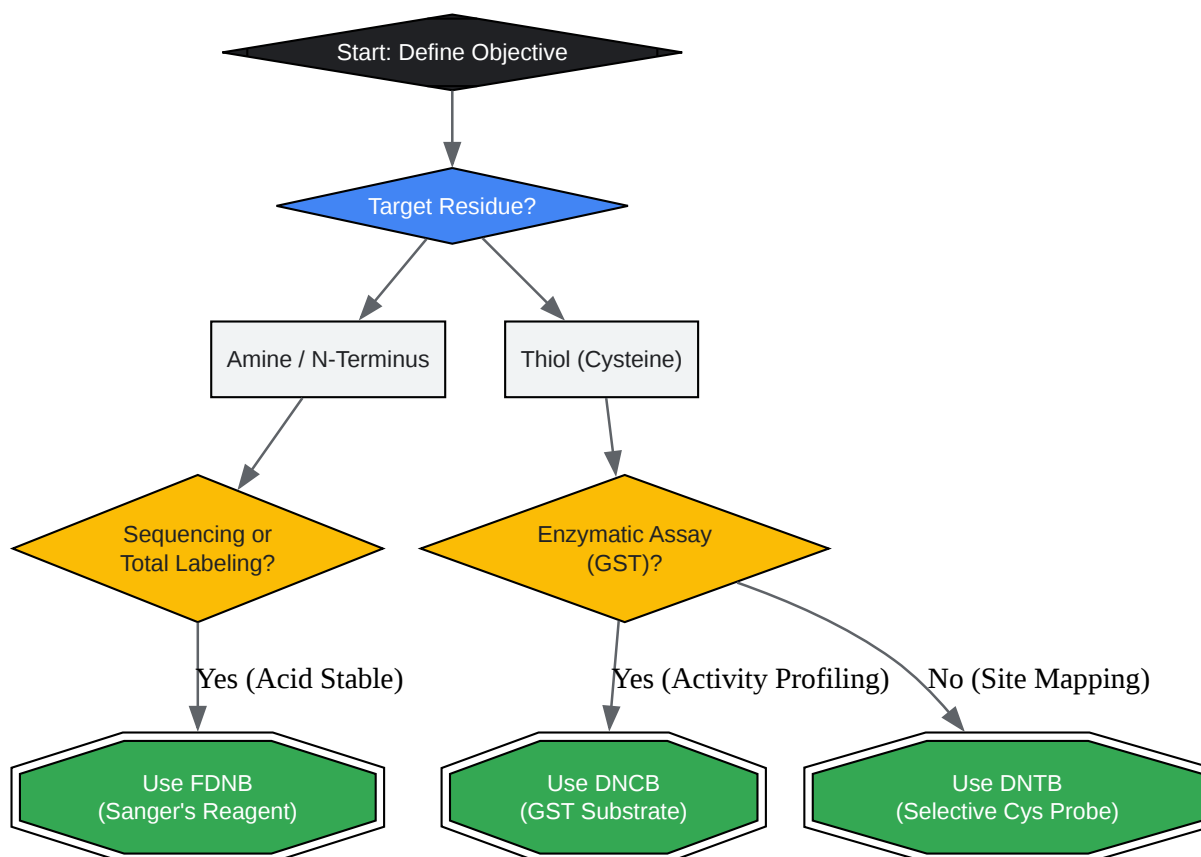 Start: Define Objective
Target Residue?
Amine / N-Terminus
Thiol (Cysteine)
Sequencing or
Total Labeling?
Enzymatic Assay
(GST)?
Yes (Acid Stable)
Yes (Activity Profiling)
No (Site Mapping)
Use FDNB
(Sanger's Reagent)
Use DNCB
(GST Substrate)
Use DNTB
(Selective Cys Probe)